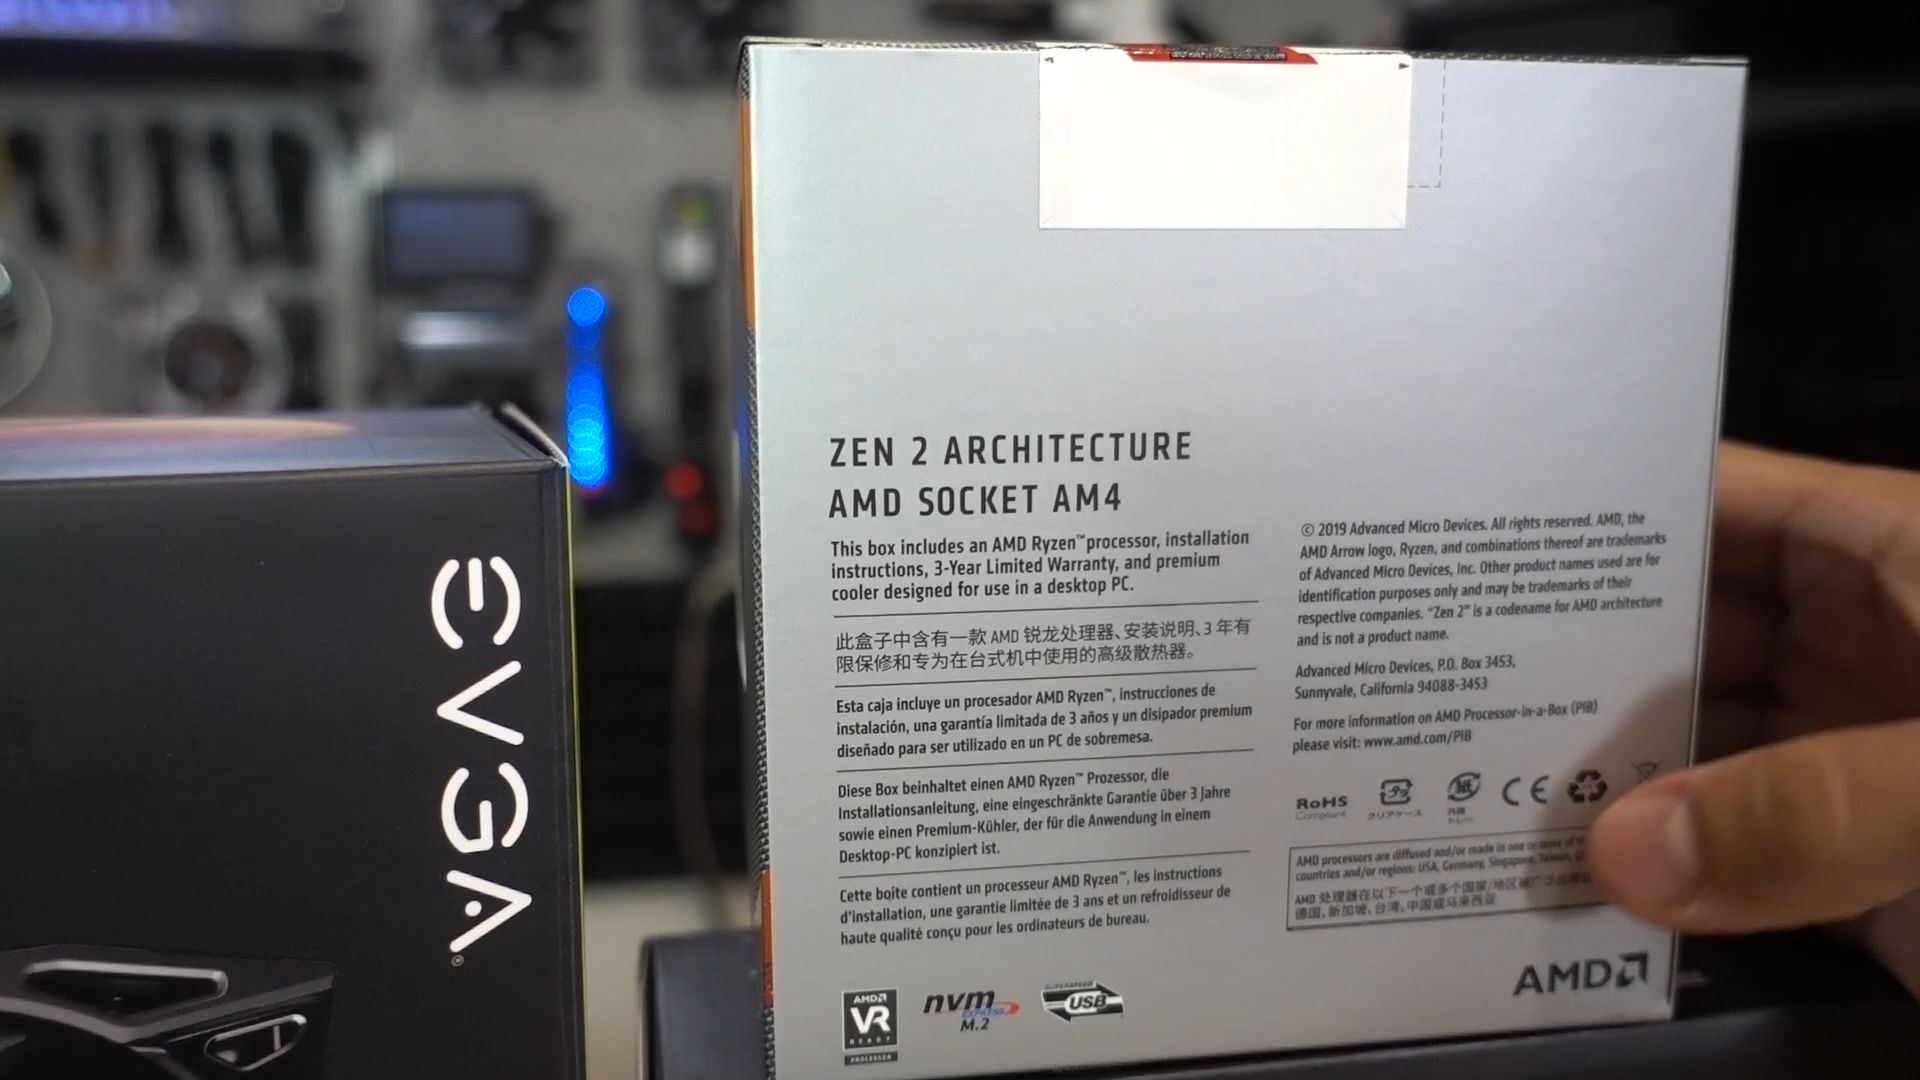 EVGA
ZEN 2 ARCHITECTURE
AMD SOCKET AM4
This box includes an AMD Ryzen™ processor, installation
instructions, 3-Year Limited Warranty, and premium
cooler designed for use in a desktop PC.
此盒子中含有一款 AMD 锐龙处理器、安装说明、3 年有
限保修和专为在台式机中使用的高级散热器。
Esta caja incluye un procesador AMD Ryzen™, instrucciones de
instalación, una garantía limitada de 3 años y un disipador premium
diseñado para ser utilizado en un PC de sobremesa.
Diese Box beinhaltet einen AMD Ryzen™ Prozessor, die
Installationsanleitung, eine eingeschränkte Garantie über 3 Jahre
sowie einen Premium-Kühler, der für die Anwendung in einem
Desktop-PC konzipiert ist.
Cette boîte contient un processeur AMD Ryzen™, les instructions
d'installation, une garantie limitée de 3 ans et un refroidisseur de
haute qualité conçu pour les ordinateurs de bureau.
AMD
VR
READY
PROCESSOR
nvm
EXPRESS
M.2
SUPERSPEED
USB
© 2019 Advanced Micro Devices. All rights reserved. AMD, the
AMD Arrow logo, Ryzen, and combinations thereof are trademarks
of Advanced Micro Devices, Inc. Other product names used are for
identification purposes only and may be trademarks of their
respective companies. "Zen 2" is a codename for AMD architecture
and is not a product name.
Advanced Micro Devices, P.O. Box 3453,
Sunnyvale, California 94088-3453
For more information on AMD Processor-in-a-Box (PIB)
please visit: www.amd.com/PIB
RoHS
Compliant
プラ
クリアケース
紙
外箱
トレー
CE
AMD processors are diffused and/or made in one or more of
countries and/or regions: USA, Germany, Singapore, Taiwan,
AMD 处理器在以下一个或多个国家/地区被广泛
德国，新加坡，台湾，中国或马来西亚
AMD